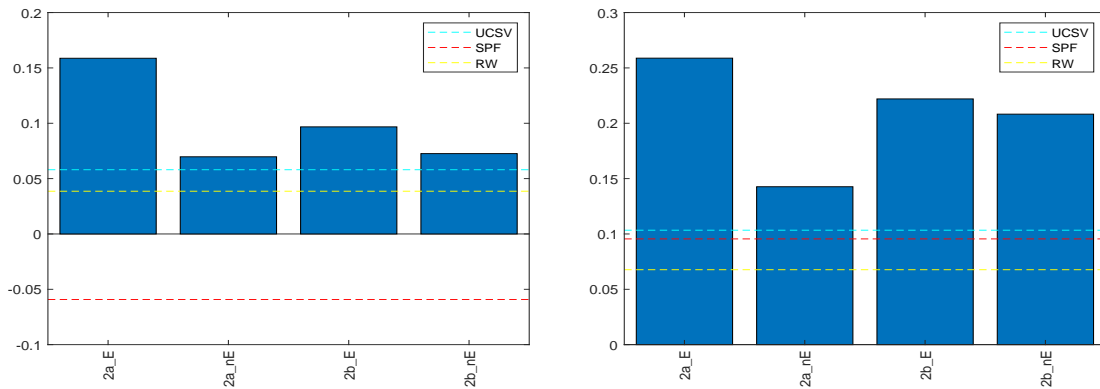 0.2
0.15
0.1
0.05
0
-0.05
-0.1
UCSV
SPF
RW
2a_E
2a_nE
2b_E
2b_nE
0.3
0.25
0.2
0.15
0.1
0.05
0
UCSV
SPF
RW
2a_E
2a_nE
2b_E
2b_nE